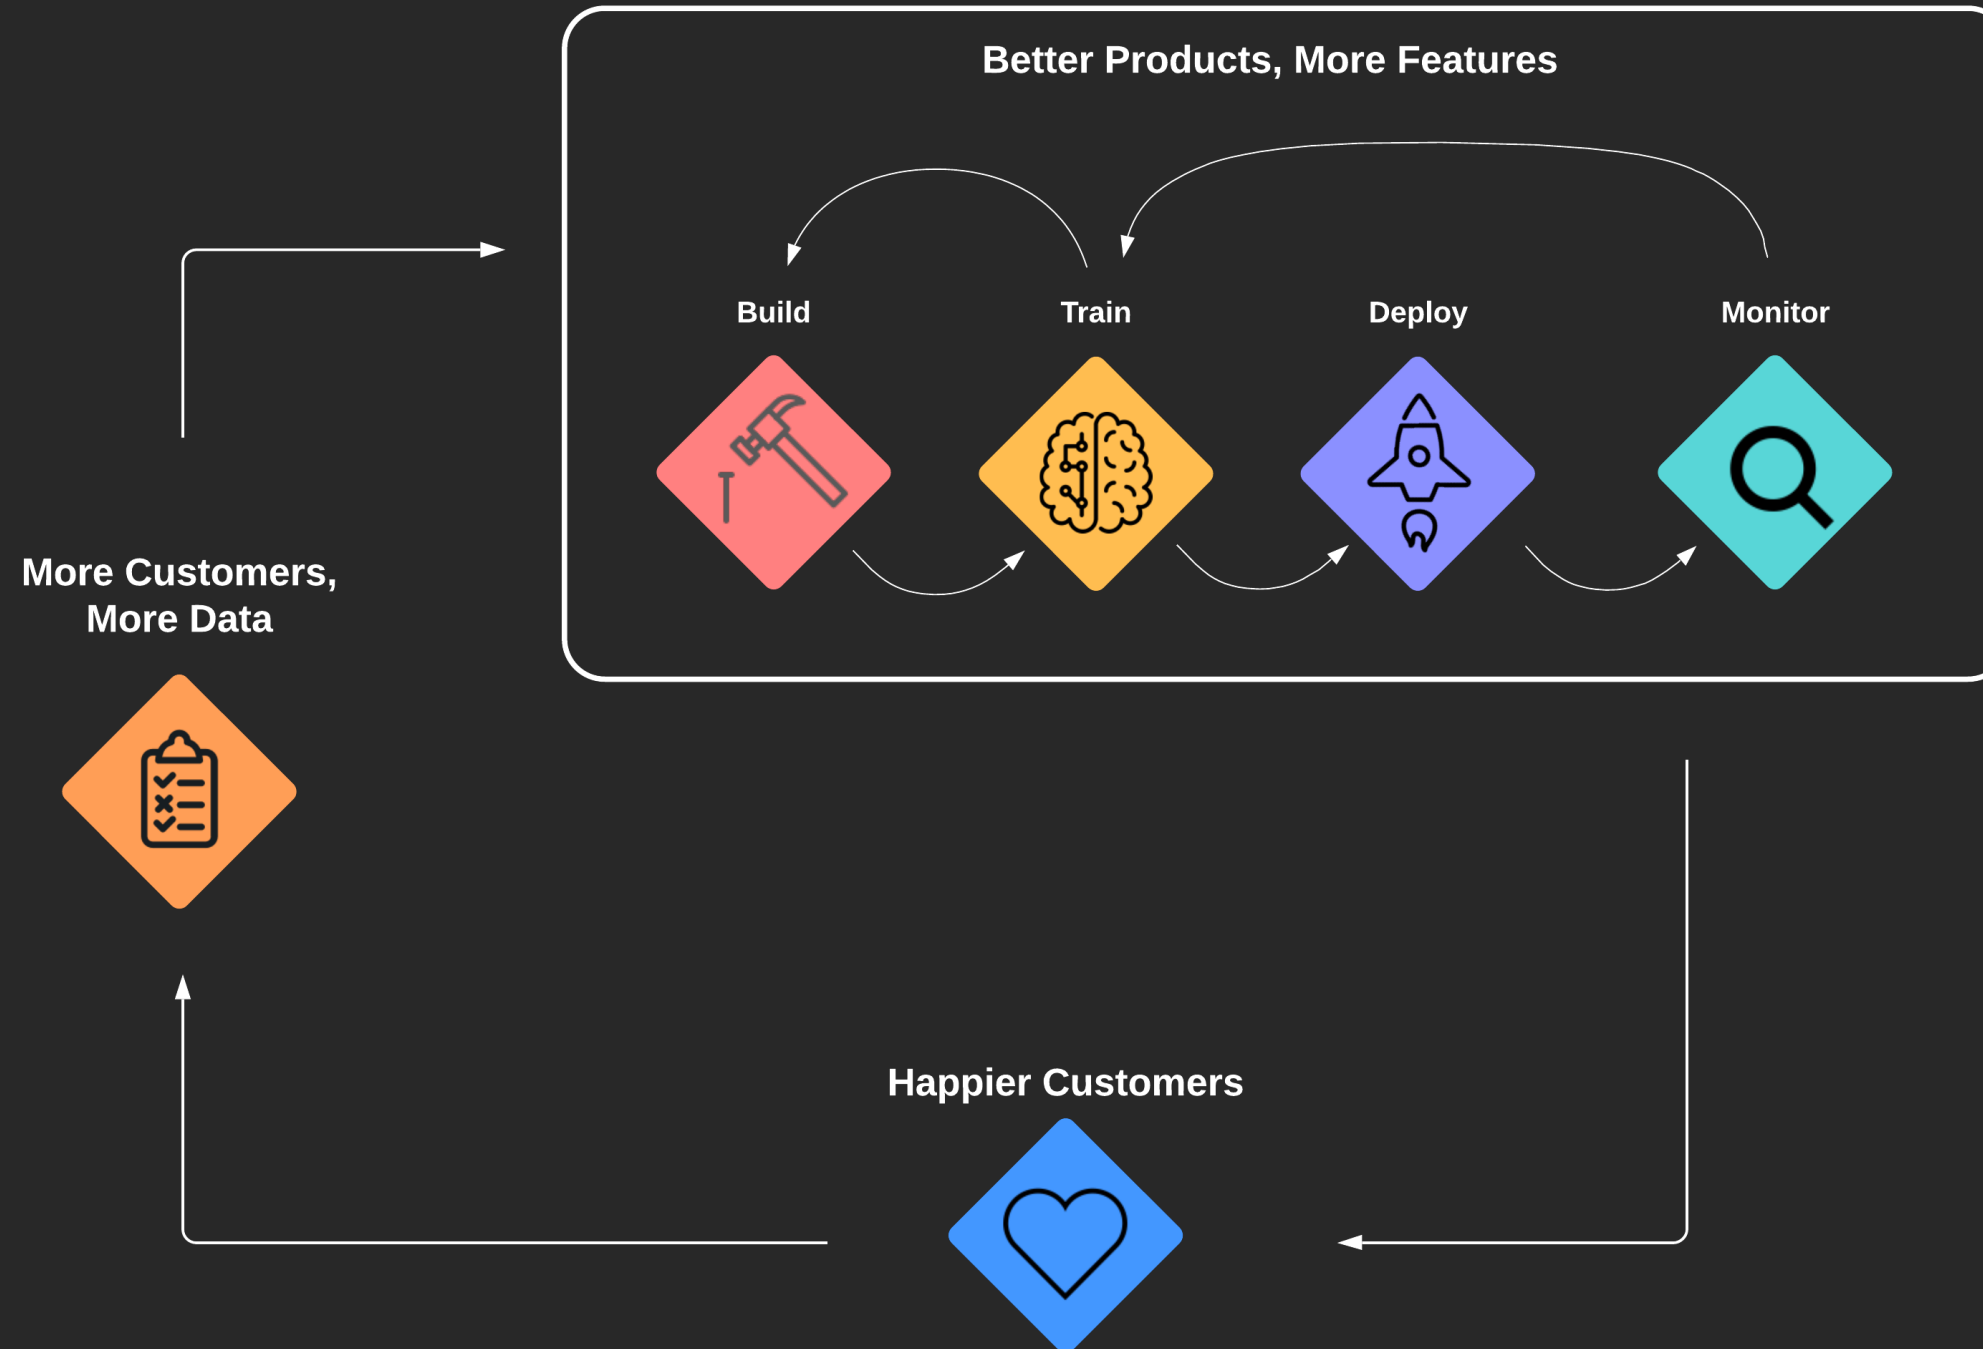 Better Products, More Features
Build
Train
Deploy
Monitor
More Customers,
More Data
Happier Customers